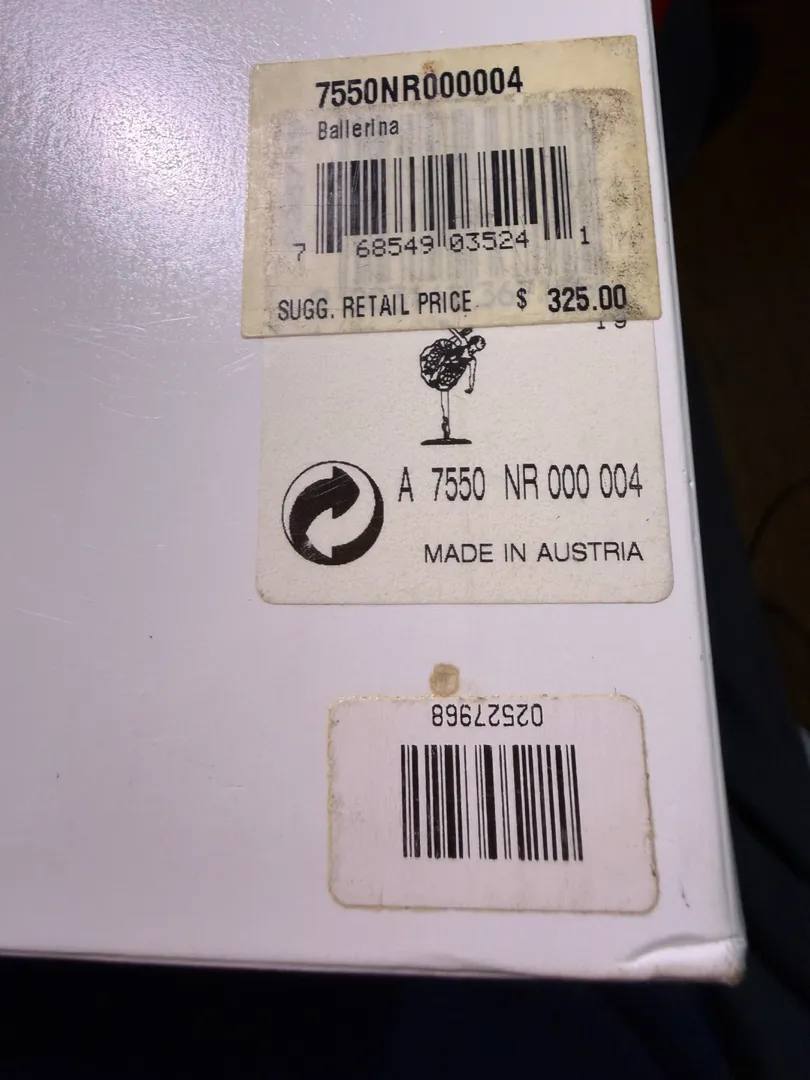 7550NR000004
Ballerina
7 68549 03524 1
SUGG. RETAIL PRICE $ 325.00
A 7550 NR 000 004
MADE IN AUSTRIA
02527968